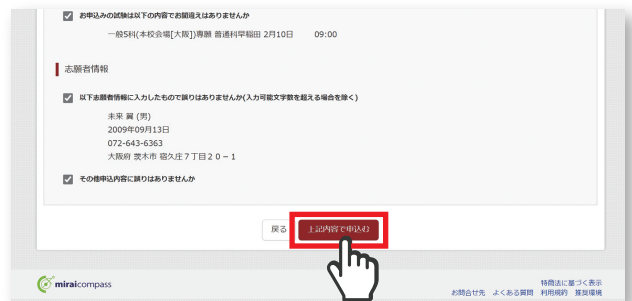 お申込みの試験は以下の内容でお間違えはありませんか
一般5科(本校会場[大阪])専願 普通科早稲田 2月10日 09:00
志願者情報
以下志願者情報に入力したもので誤りはありませんか(入力可能文字数を超える場合を除く)
未来 翼 (男)
2009年09月13日
072-643-6363
大阪府 茨木市 宿久庄７丁目２０－１
その他申込内容に誤りはありませんか
戻る 上記内容で申込む
miraicompass
特商法に基づく表示
お問合せ先 よくある質問 利用規約 推奨環境